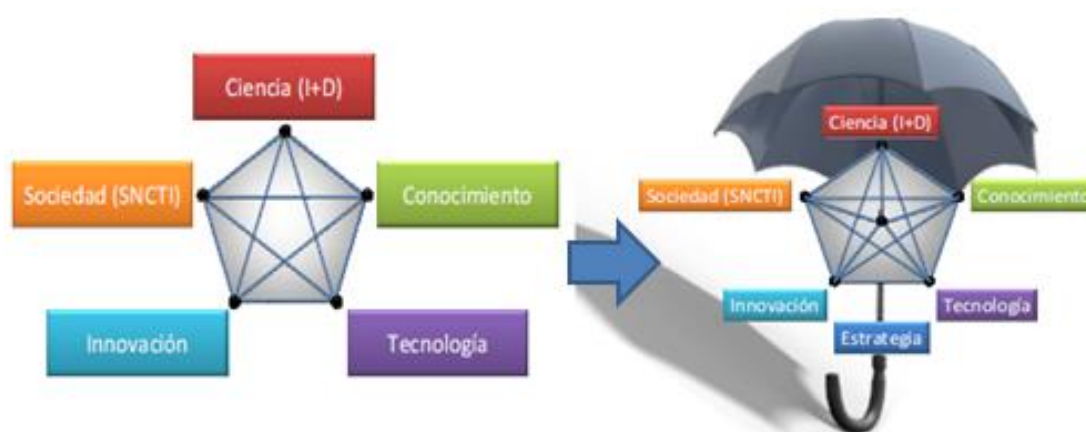 Ciencia (I+D)
Sociedad (SNCTI)
Conocimiento
Innovación
Tecnología
Ciencia (I+D)
Sociedad (SNCTI)
Conocimiento
Innovación
Tecnología
Estrategia